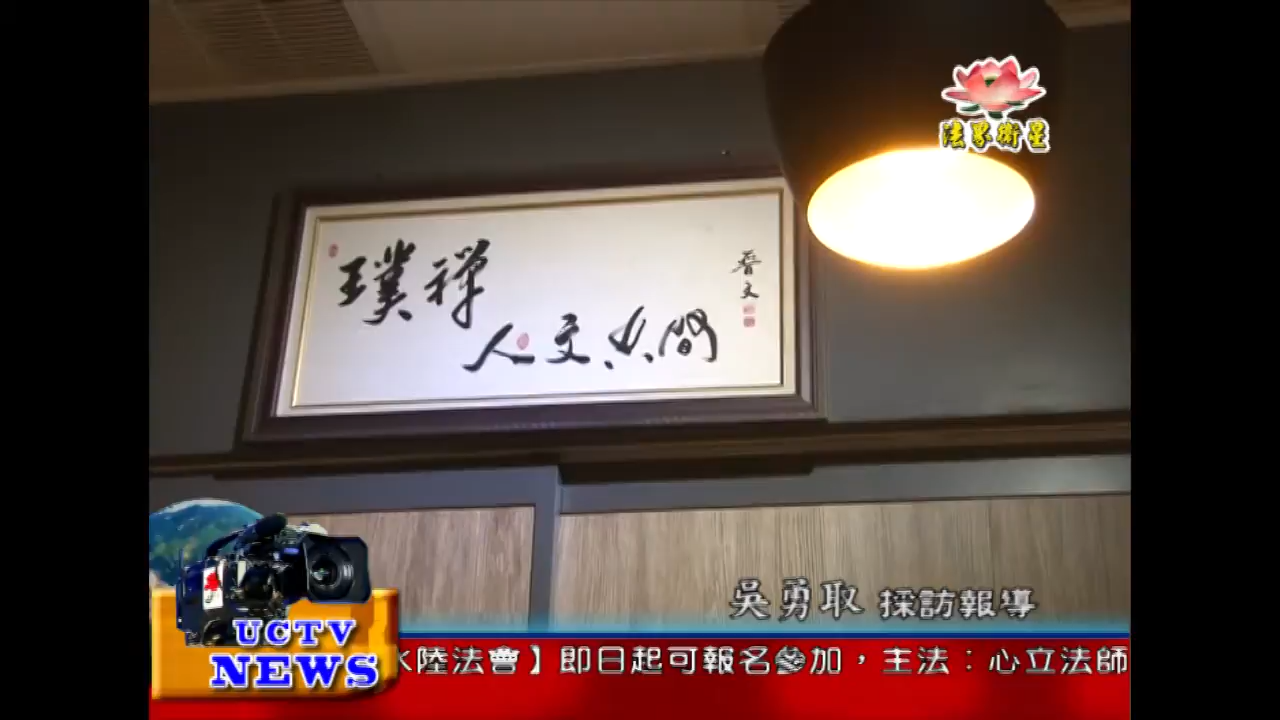 法界衛星
璞禪
人文空間
晉文
吳勇取 採訪報導
UCTV
NEWS
水陸法會】即日起可報名參加，主法：心立法師